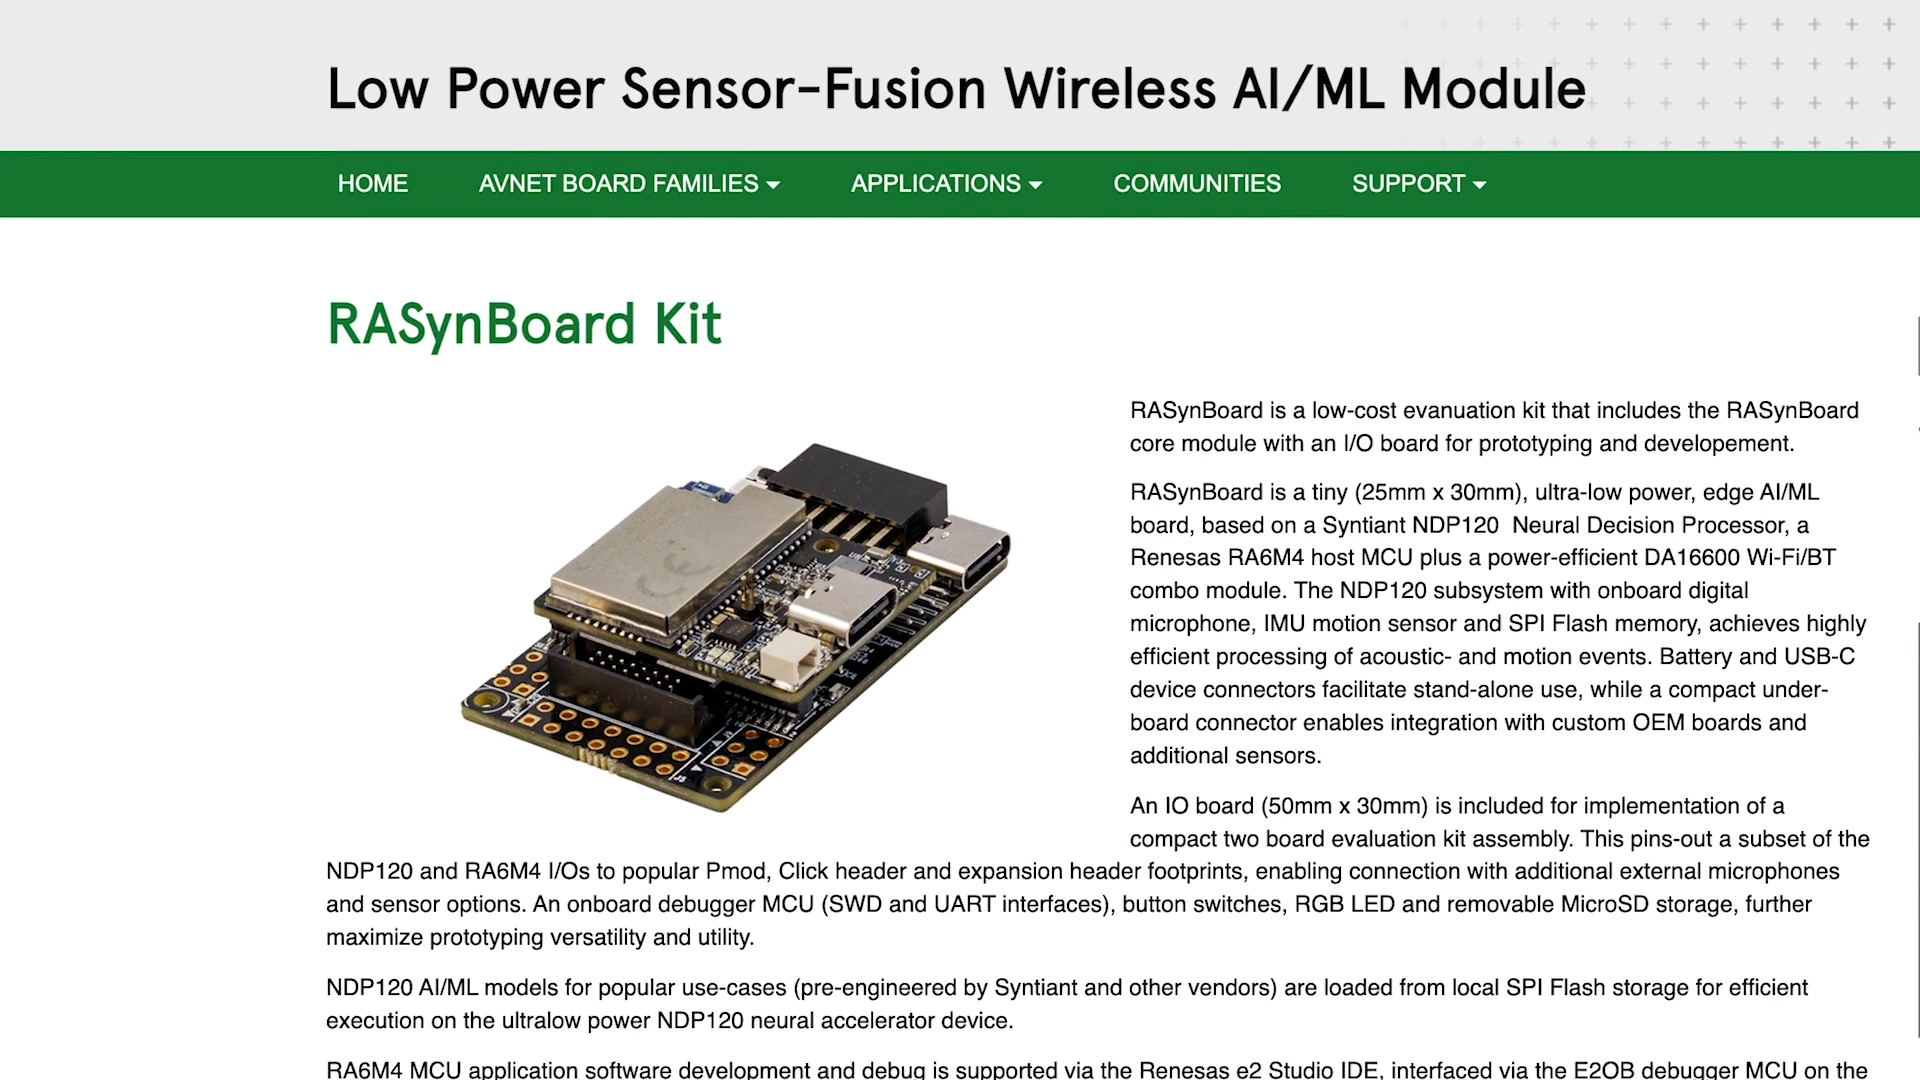 Low Power Sensor-Fusion Wireless AI/ML Module
HOME AVNET BOARD FAMILIES APPLICATIONS COMMUNITIES SUPPORT
RASynBoard Kit
RASynBoard is a low-cost evanuation kit that includes the RASynBoard
core module with an I/O board for prototyping and developement.
RASynBoard is a tiny (25mm x 30mm), ultra-low power, edge AI/ML
board, based on a Syntiant NDP120 Neural Decision Processor, a
Renesas RA6M4 host MCU plus a power-efficient DA16600 Wi-Fi/BT
combo module. The NDP120 subsystem with onboard digital
microphone, IMU motion sensor and SPI Flash memory, achieves highly
efficient processing of acoustic- and motion events. Battery and USB-C
device connectors facilitate stand-alone use, while a compact under-
board connector enables integration with custom OEM boards and
additional sensors.
An IO board (50mm x 30mm) is included for implementation of a
compact two board evaluation kit assembly. This pins-out a subset of the
NDP120 and RA6M4 I/Os to popular Pmod, Click header and expansion header footprints, enabling connection with additional external microphones
and sensor options. An onboard debugger MCU (SWD and UART interfaces), button switches, RGB LED and removable MicroSD storage, further
maximize prototyping versatility and utility.
NDP120 AI/ML models for popular use-cases (pre-engineered by Syntiant and other vendors) are loaded from local SPI Flash storage for efficient
execution on the ultralow power NDP120 neural accelerator device.
RA6M4 MCU application software development and debug is supported via the Renesas e2 Studio IDE, interfaced via the E2OB debugger MCU on the
CE
J5